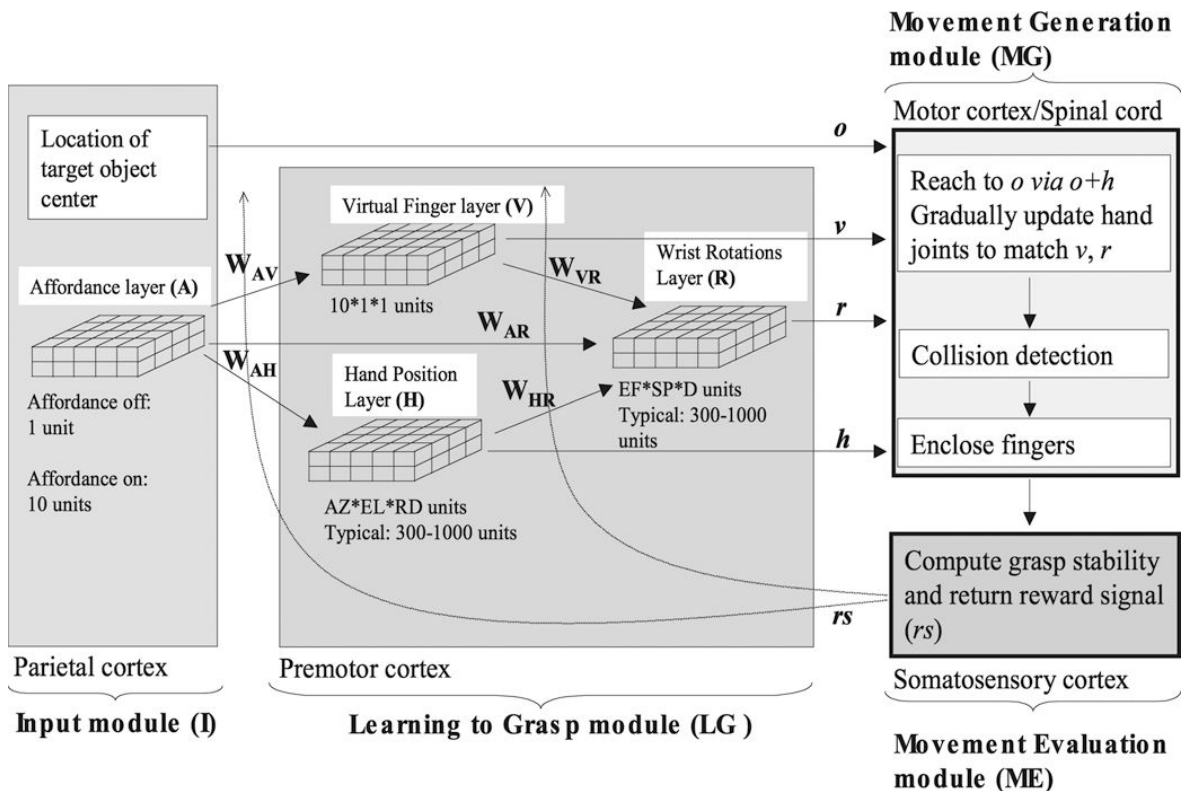 Movement Generation
module (MG)
Motor cortex/Spinal cord
Location of
target object
center
o
Reach to o via o+h
Gradually update hand
joints to match v, r
Virtual Finger layer (V)
v
Wrist Rotations
Layer (R)
W_AV
W_VR
Affordance layer (A)
10*1*1 units
W_AR
r
Collision detection
W_AH
Hand Position
Layer (H)
W_HR
EF*SP*D units
Typical: 300-1000
units
Affordance off:
1 unit
h
Enclose fingers
Affordance on:
10 units
AZ*EL*RD units
Typical: 300-1000 units
Compute grasp stability
and return reward signal
(rs)
rs
Parietal cortex
Premotor cortex
Somatosensory cortex
Input module (I)
Learning to Grasp module (LG)
Movement Evaluation
module (ME)